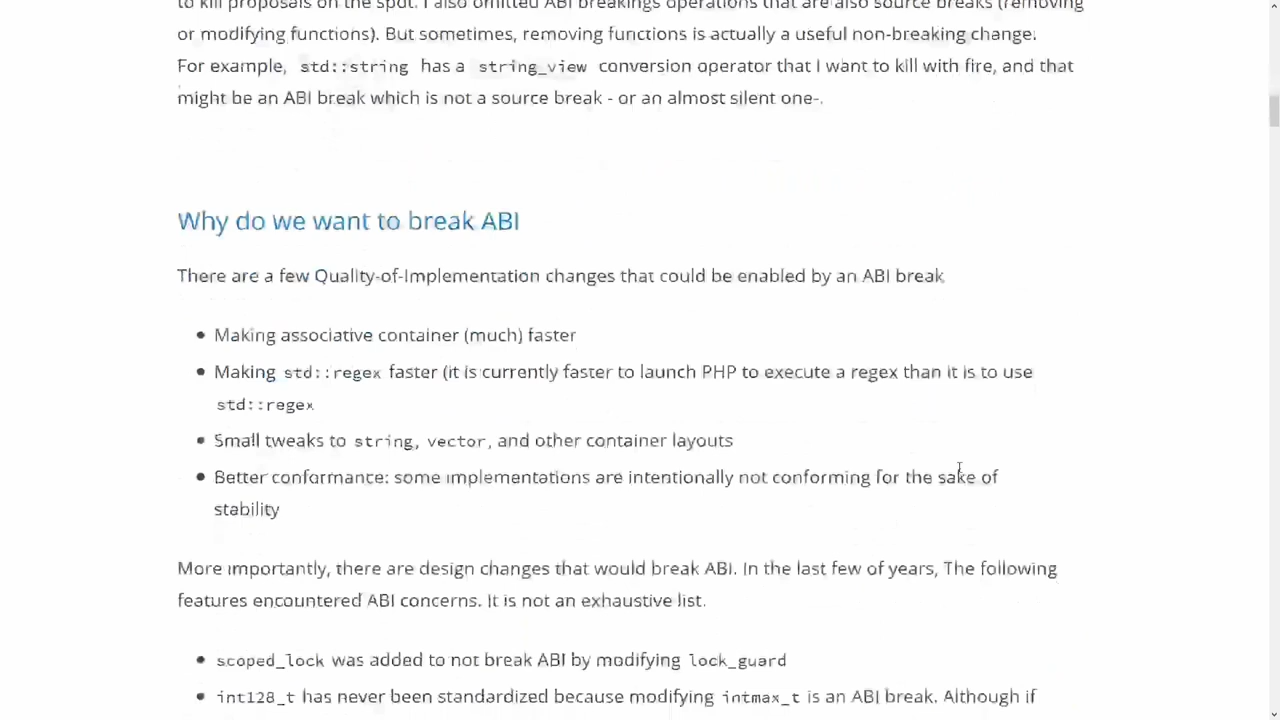 to kill proposals on the spot. I also omitted ABI breakings operations that are also source breaks (removing
or modifying functions). But sometimes, removing functions is actually a useful non-breaking change.
For example, std::string has a string_view conversion operator that I want to kill with fire, and that
might be an ABI break which is not a source break - or an almost silent one-.
Why do we want to break ABI
There are a few Quality-of-Implementation changes that could be enabled by an ABI break
• Making associative container (much) faster
• Making std::regex faster (it is currently faster to launch PHP to execute a regex than it is to use
std::regex
• Small tweaks to string, vector, and other container layouts
• Better conformance: some implementations are intentionally not conforming for the sake of
stability
More importantly, there are design changes that would break ABI. In the last few of years, The following
features encountered ABI concerns. It is not an exhaustive list.
• scoped_lock was added to not break ABI by modifying lock_guard
• int128_t has never been standardized because modifying intmax_t is an ABI break. Although if